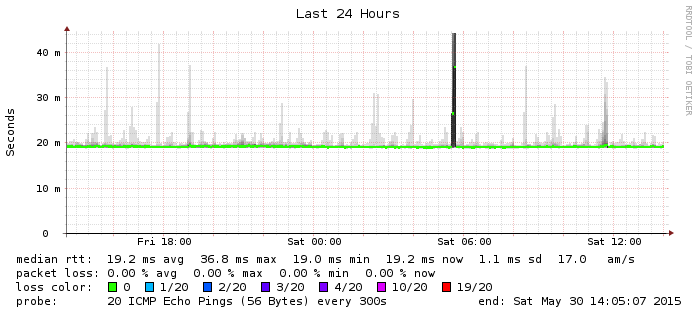 Last 24 Hours
RRDTOOL / TOBI OETIKER
Seconds
40 m
30 m
20 m
10 m
0
Fri 18:00 Sat 00:00 Sat 06:00 Sat 12:00
median rtt: 19.2 ms avg 36.8 ms max 19.0 ms min 19.2 ms now 1.1 ms sd 17.0 am/s
packet loss: 0.00 % avg 0.00 % max 0.00 % min 0.00 % now
loss color: 0 1/20 2/20 3/20 4/20 10/20 19/20
probe: 20 ICMP Echo Pings (56 Bytes) every 300s end: Sat May 30 14:05:07 2015